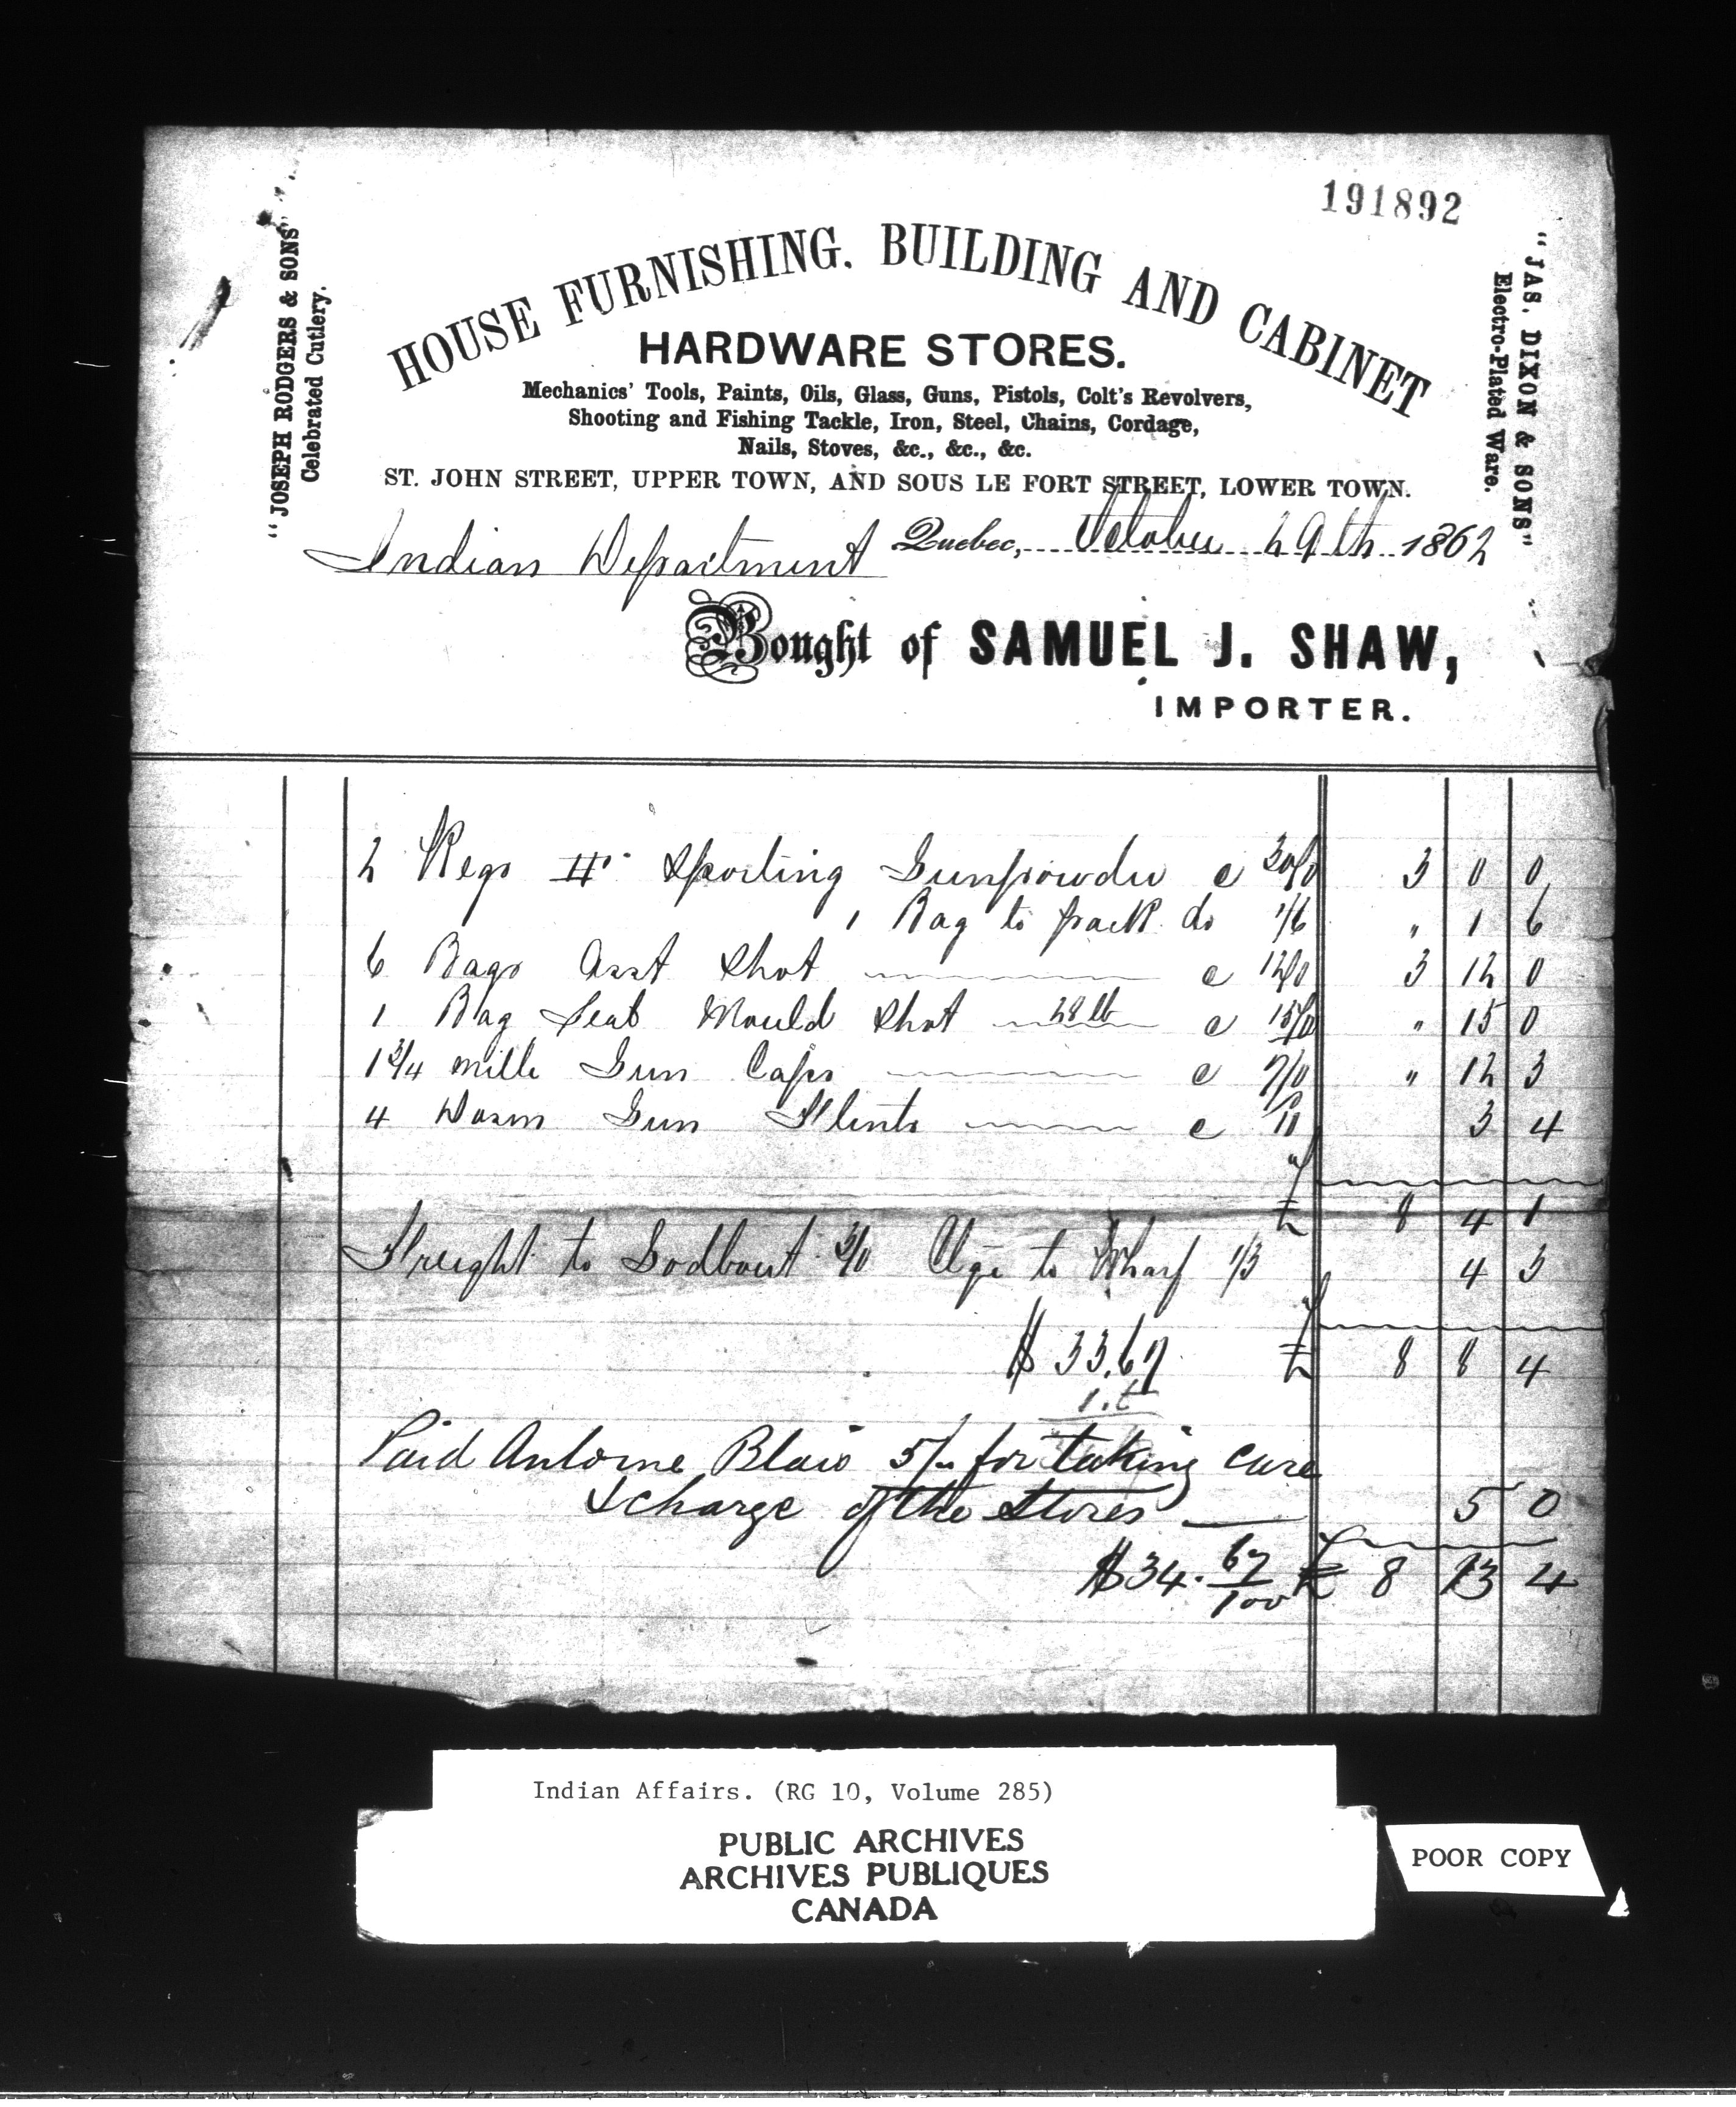 191892
"JOSEPH RODGERS & SONS"
Celebrated Cutlery.
"JAS. DIXON & SONS"
Electro-Plated Ware.
HOUSE FURNISHING, BUILDING AND CABINET
HARDWARE STORES.
Mechanics' Tools, Paints, Oils, Glass, Guns, Pistols, Colt's Revolvers,
Shooting and Fishing Tackle, Iron, Steel, Chains, Cordage,
Nails, Stoves, &c., &c., &c.
ST. JOHN STREET, UPPER TOWN, AND SOUS LE FORT STREET, LOWER TOWN.
Quebec, October 29th 1862
Indian Department
Bought of SAMUEL J. SHAW,
IMPORTER.
2 Kegs Sporting Gunpowder @ 30/0 3 0 0
1 Bag to pack do 1/6 " 1 6
6 Bags Asst Shot @ 12/0 3 12 0
1 Bag Seal Mould Shot 28 lb @ 15/0 " 15 0
1 3/4 mille Gun Caps @ 7/0 " 12 3
4 Dozen Gun Flints @ /10 3 4
£ 8 4 1
Freight to Godbout 3/0 Cge to Wharf 1/3 4 3
$ 33.67 £ 8 8 4
Paid Antoine Blais 5/- for taking care
& charge of the Stores 5 0
$34. 67/100 £ 8 13 4
Indian Affairs. (RG 10, Volume 285)
PUBLIC ARCHIVES
ARCHIVES PUBLIQUES
CANADA
POOR COPY